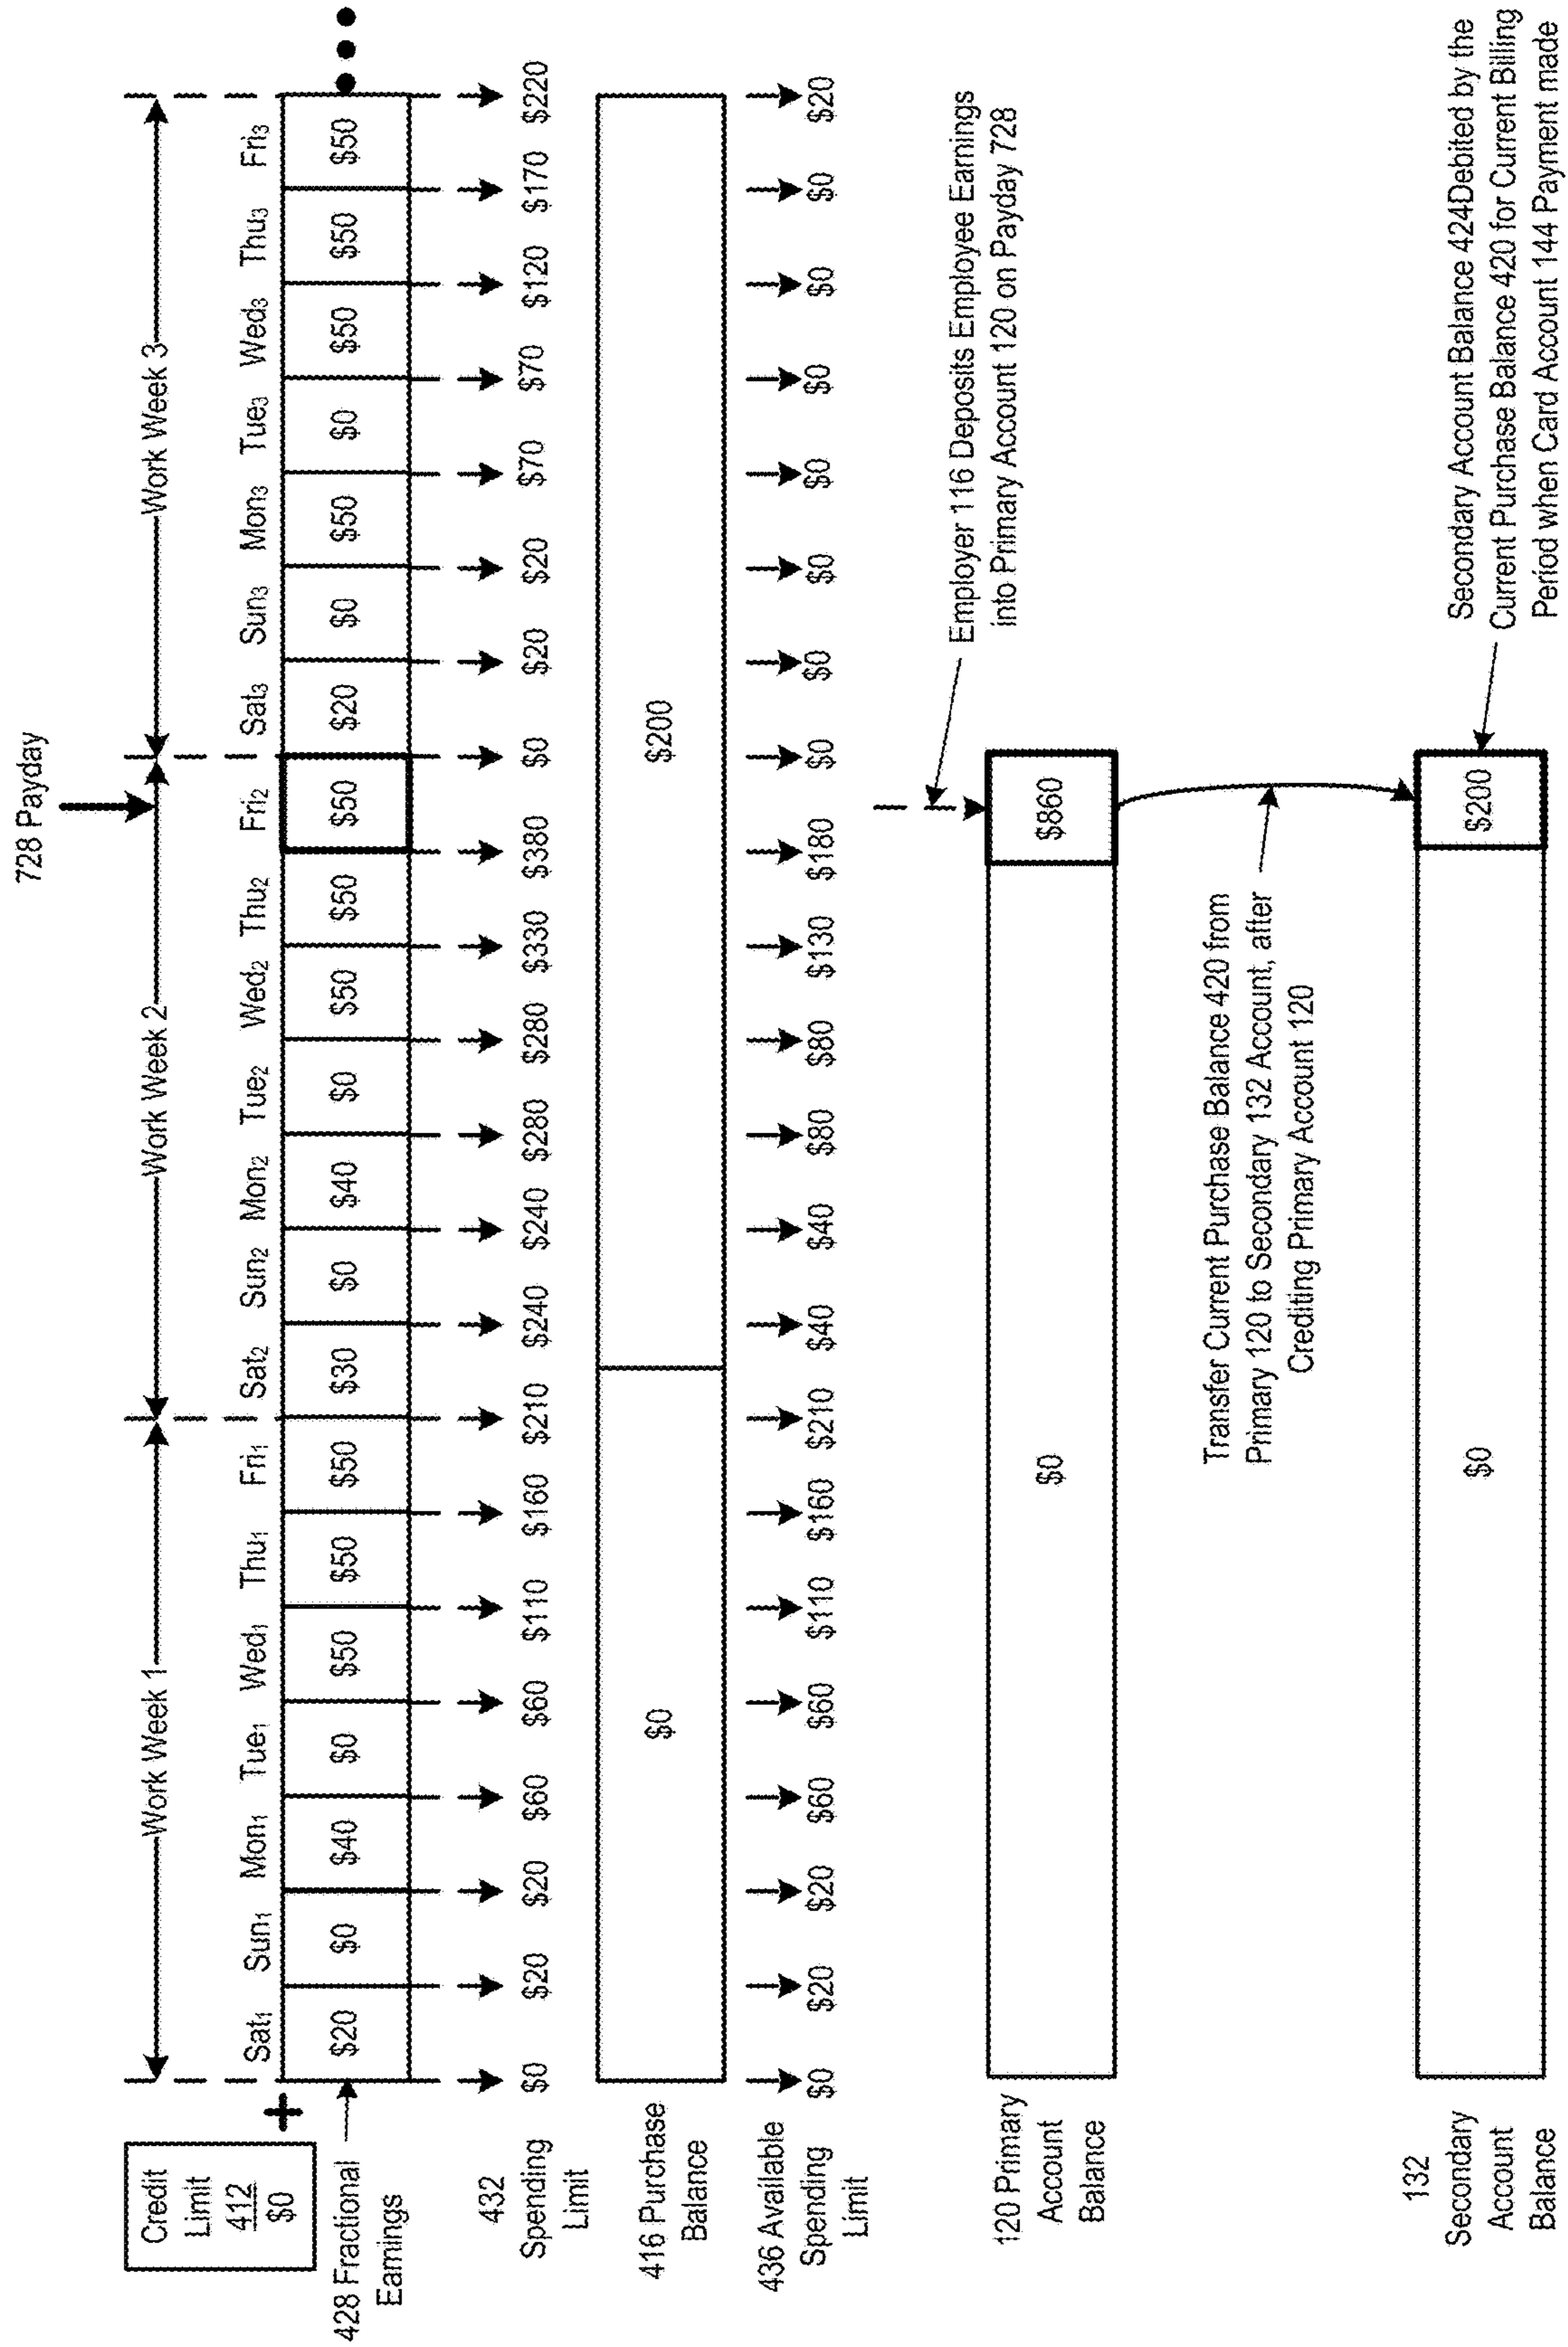 728 Payday
Work Week 1
Work Week 2
Work Week 3
Credit
Limit
412
$0
+
Sat1 Sun1 Mon1 Tue1 Wed1 Thu1 Fri1 Sat2 Sun2 Mon2 Tue2 Wed2 Thu2 Fri2 Sat3 Sun3 Mon3 Tue3 Wed3 Thu3 Fri3
428 Fractional
Earnings
$20 $0 $40 $0 $50 $50 $50 $30 $0 $40 $0 $50 $50 $50 $20 $0 $50 $0 $50 $50 $50
432
Spending
Limit
$0 $20 $20 $60 $60 $110 $160 $210 $240 $240 $280 $280 $330 $380 $0 $20 $20 $70 $70 $120 $170 $220
416 Purchase
Balance
$0 $200
436 Available
Spending
Limit
$0 $20 $20 $60 $60 $110 $160 $210 $40 $40 $80 $80 $130 $180 $0 $0 $0 $0 $0 $0 $0 $20
Employer 116 Deposits Employee Earnings
into Primary Account 120 on Payday 728
120 Primary
Account
Balance
$0 $860
Transfer Current Purchase Balance 420 from
Primary 120 to Secondary 132 Account, after
Crediting Primary Account 120
132
Secondary
Account
Balance
$0 $200
Secondary Account Balance 424Debited by the
Current Purchase Balance 420 for Current Billing
Period when Card Account 144 Payment made